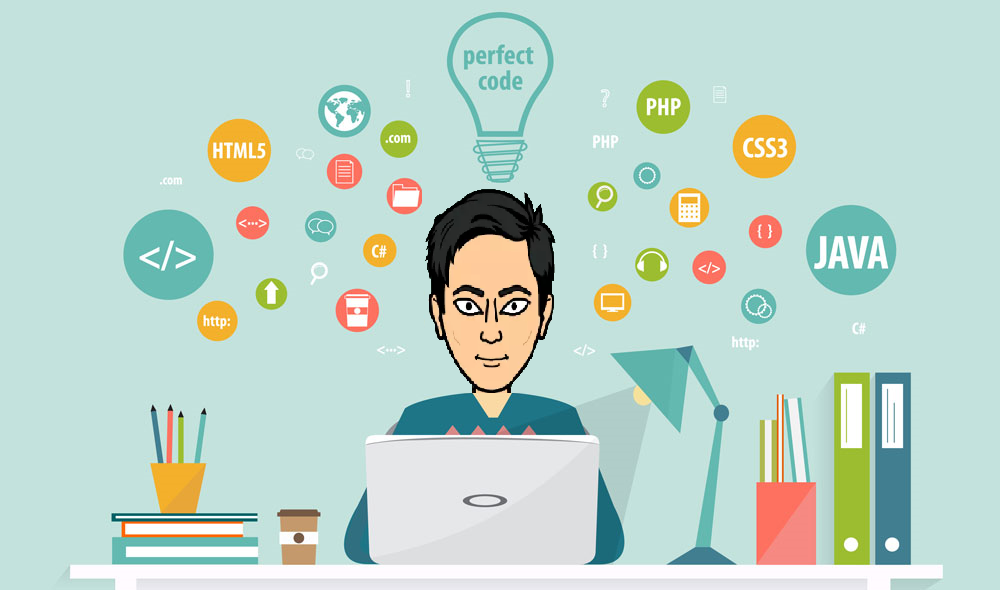 perfect
code
HTML5
.com
.com
<···>
</>
C#
http:
<···>
PHP
PHP
CSS3
{ }
{ }
</>
JAVA
C#
http:
</>
?
!